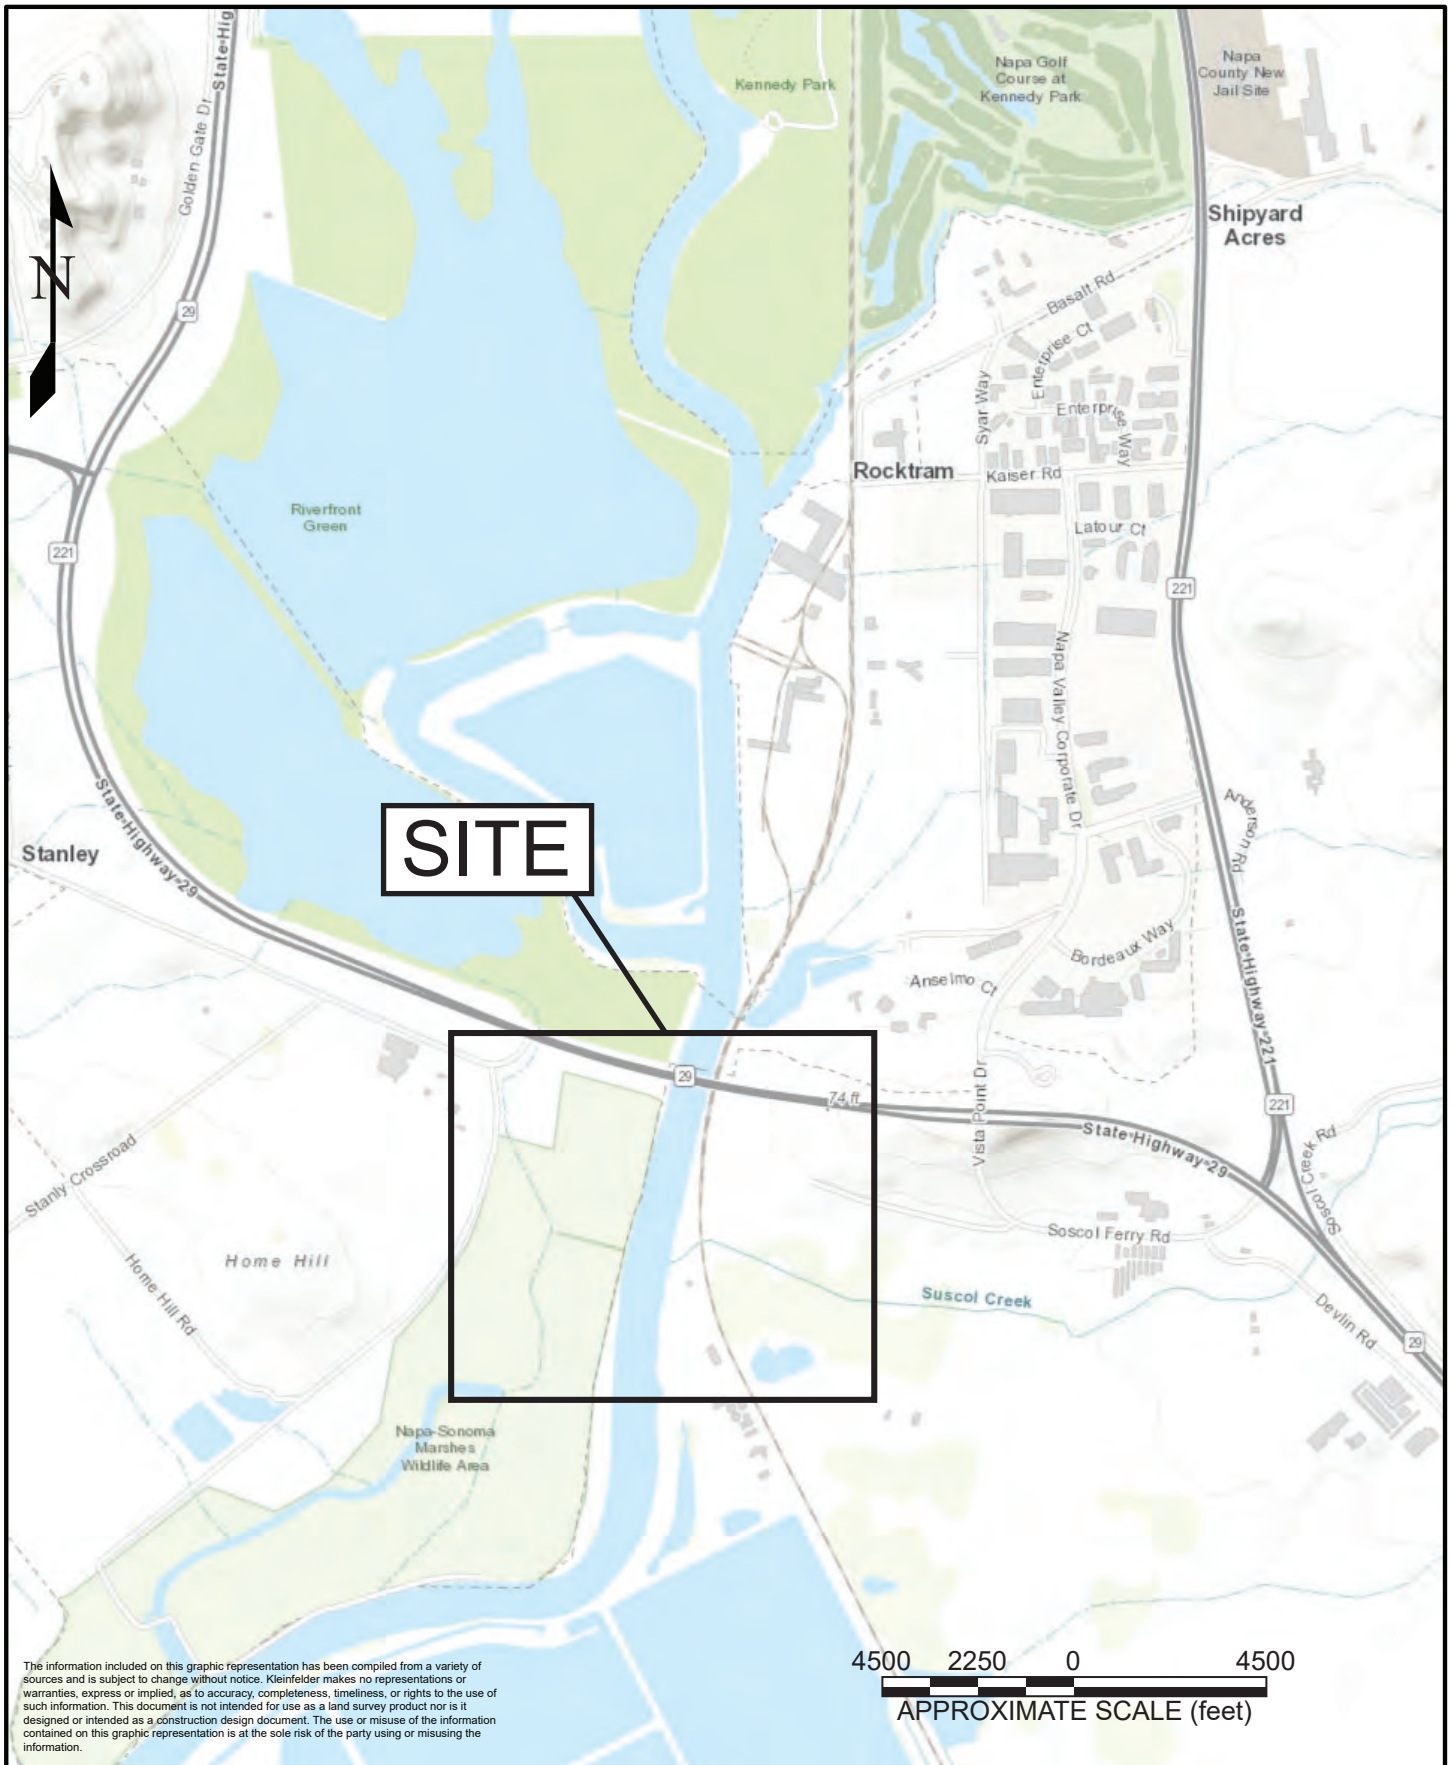 State-Hig
Golden Gate Dr
Kennedy Park
Napa Golf
Course at
Kennedy Park
Napa
County New
Jail Site
N
29
Shipyard
Acres
Basalt Rd
Enterprise Ct
Syar Way
Enterprise Way
Rocktram
Kaiser Rd
Riverfront
Green
Latour Ct
221
221
Napa Valley Corporate Dr
State-Highway-29
Anderson Rd
SITE
Stanley
State-Highway-221
Bordeaux Way
Anselmo Ct
29
74 ft
Vista Point Dr
221
State-Highway-29
Soscol Creek Rd
Stanly Crossroad
Home Hill
Home Hill Rd
Soscol Ferry Rd
Suscol Creek
Devlin Rd
29
Napa-Sonoma
Marshes
Wildlife Area
The information included on this graphic representation has been compiled from a variety of
sources and is subject to change without notice. Kleinfelder makes no representations or
warranties, express or implied, as to accuracy, completeness, timeliness, or rights to the use of
such information. This document is not intended for use as a land survey product nor is it
designed or intended as a construction design document. The use or misuse of the information
contained on this graphic representation is at the sole risk of the party using or misusing the
information.
4500 2250 0 4500
APPROXIMATE SCALE (feet)